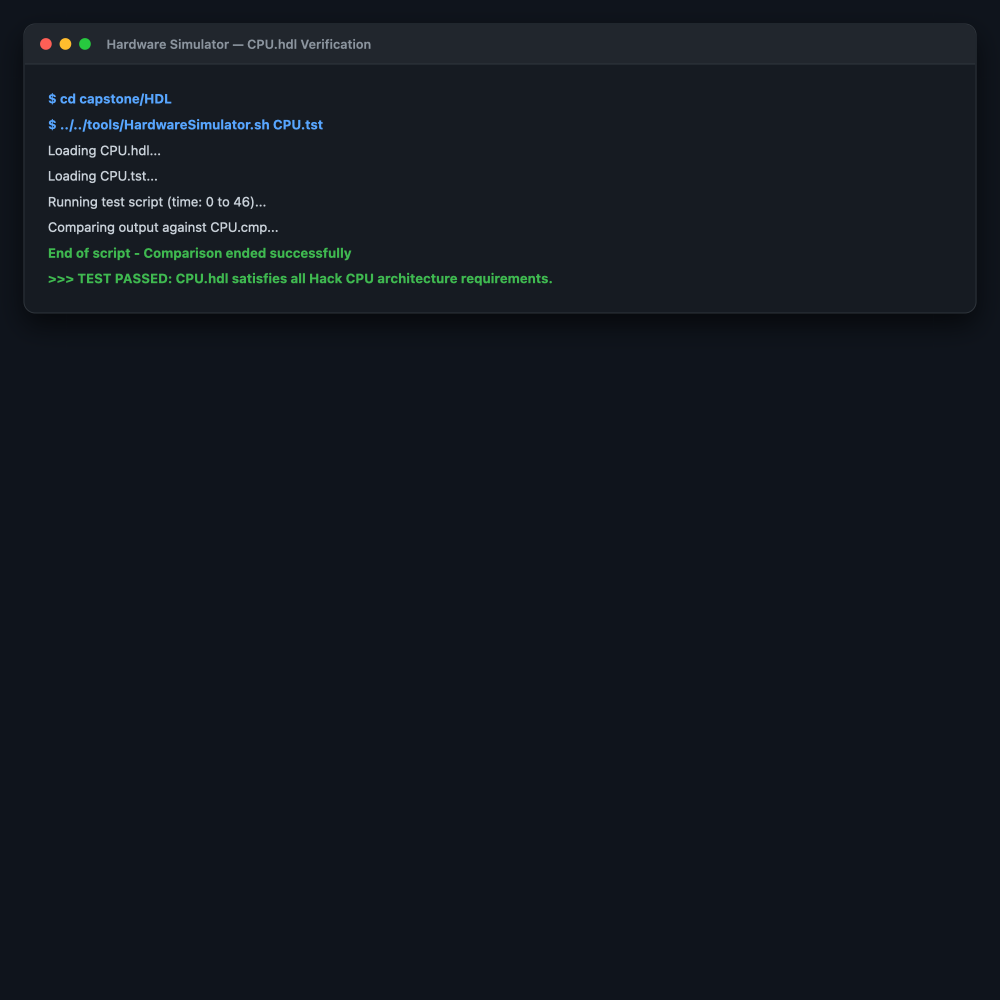 Hardware Simulator — CPU.hdl Verification
$ cd capstone/HDL
$ ../../tools/HardwareSimulator.sh CPU.tst
Loading CPU.hdl...
Loading CPU.tst...
Running test script (time: 0 to 46)...
Comparing output against CPU.cmp...
End of script - Comparison ended successfully
>>> TEST PASSED: CPU.hdl satisfies all Hack CPU architecture requirements.